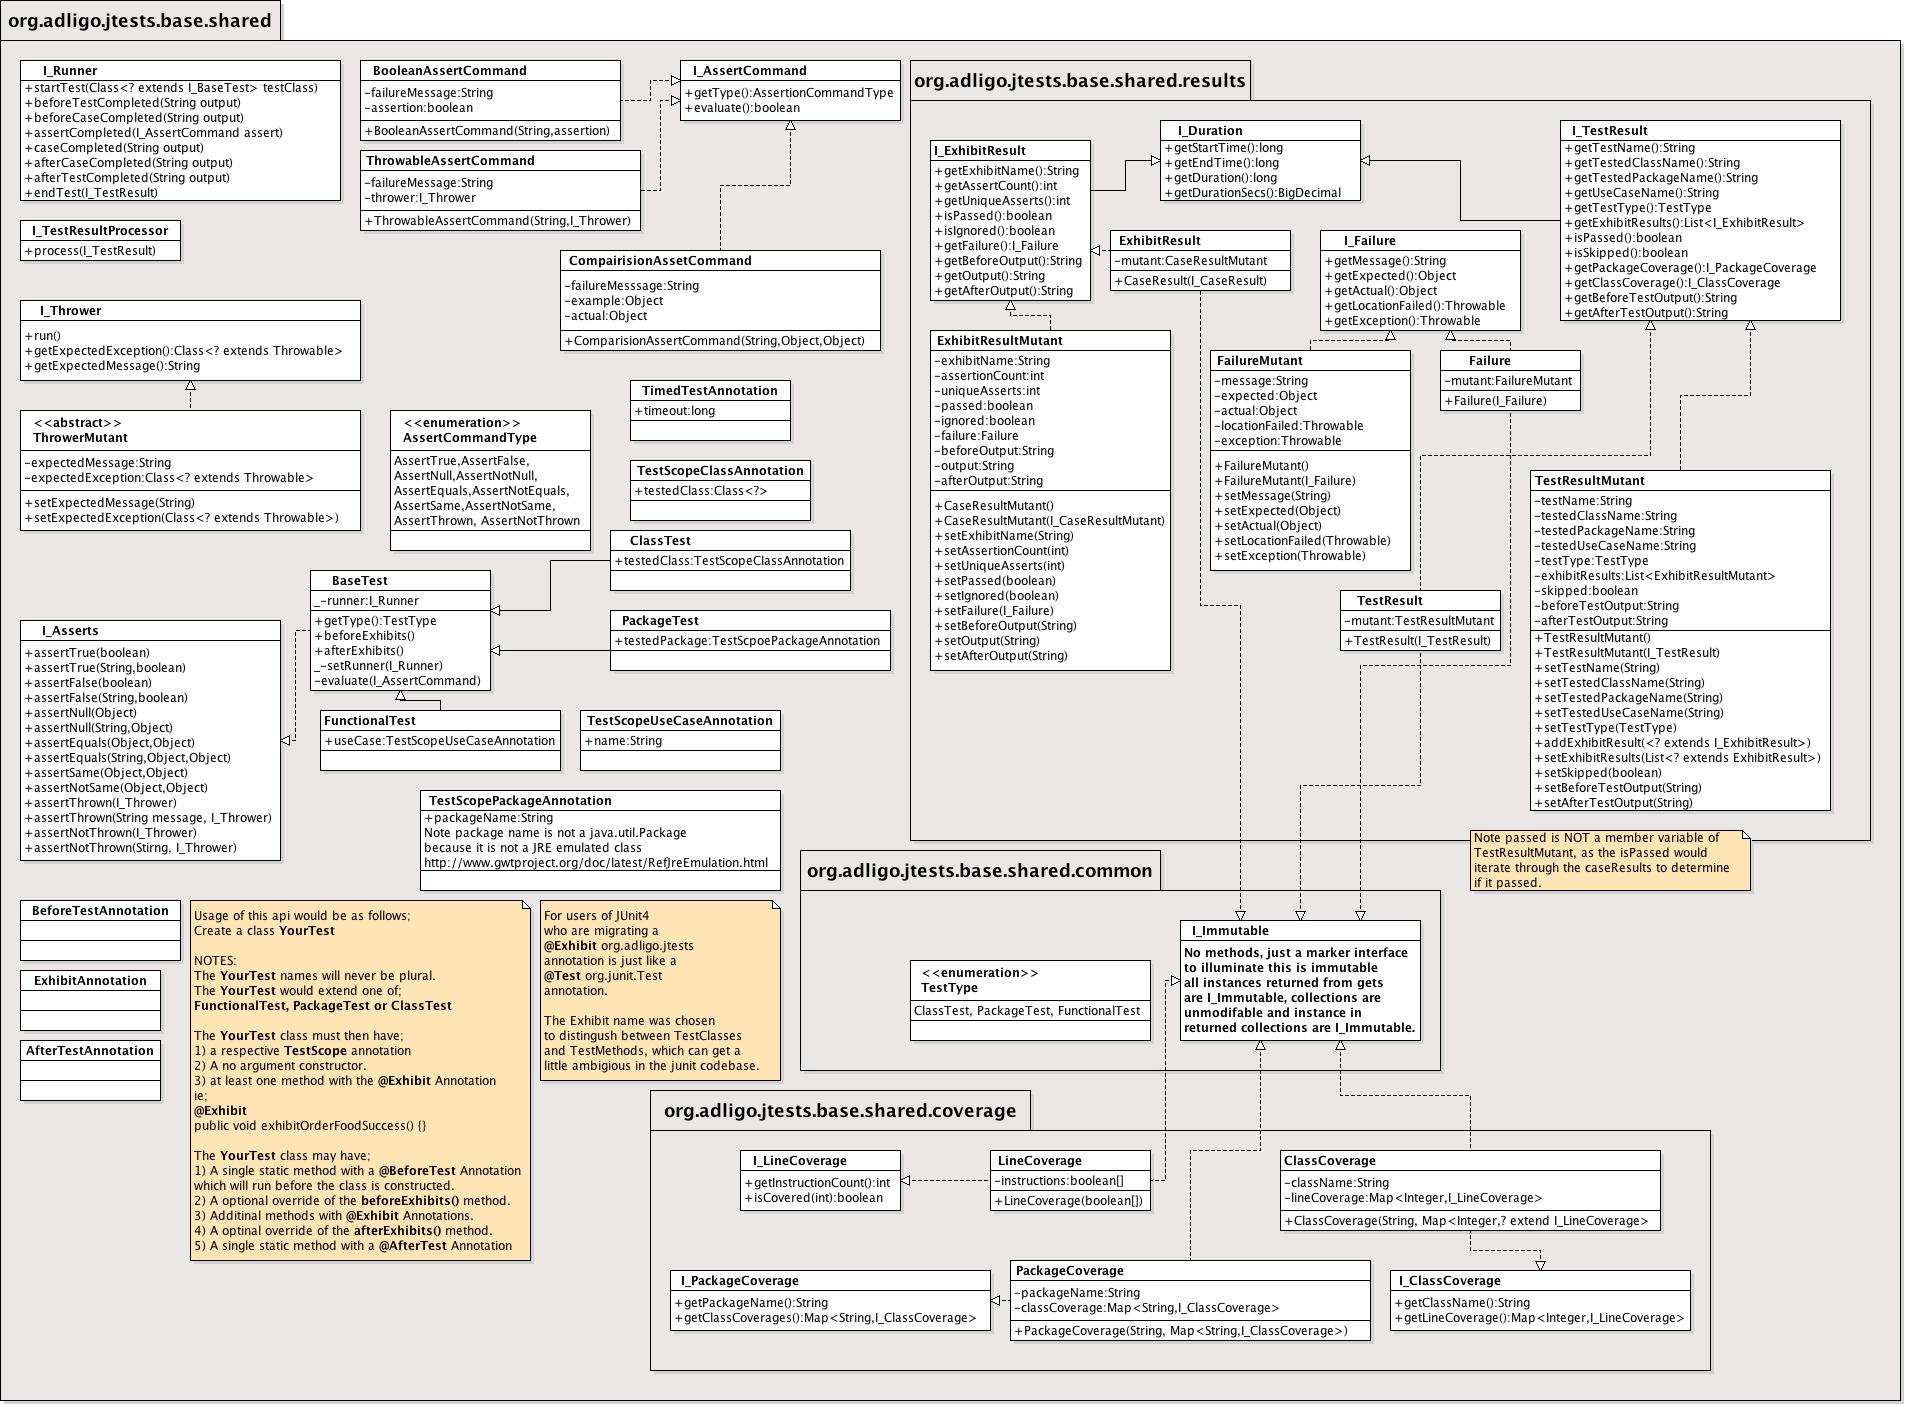 org.adligo.jtests.base.shared
I_Runner
+startTest(Class<? extends I_BaseTest> testClass)
+beforeTestCompleted(String output)
+beforeCaseCompleted(String output)
+assertCompleted(I_AssertCommand assert)
+caseCompleted(String output)
+afterCaseCompleted(String output)
+afterTestCompleted(String output)
+endTest(I_TestResult)
BooleanAssertCommand
-failureMessage:String
-assertion:boolean
+BooleanAssertCommand(String,assertion)
I_AssertCommand
+getType():AssertionCommandType
+evaluate():boolean
ThrowableAssertCommand
-failureMessage:String
-thrower:I_Thrower
+ThrowableAssertCommand(String,I_Thrower)
I_TestResultProcessor
+process(I_TestResult)
CompairisionAssetCommand
-failureMesssage:String
-example:Object
-actual:Object
+ComparisionAssertCommand(String,Object,Object)
I_Thrower
+run()
+getExpectedException():Class<? extends Throwable>
+getExpectedMessage():String
<<abstract>>
ThrowerMutant
-expectedMessage:String
-expectedException:Class<? extends Throwable>
+setExpectedMessage(String)
+setExpectedException(Class<? extends Throwable>)
<<enumeration>>
AssertCommandType
AssertTrue,AssertFalse,
AssertNull,AssertNotNull,
AssertEquals,AssertNotEquals,
AssertSame,AssertNotSame,
AssertThrown, AssertNotThrown
TimedTestAnnotation
+timeout:long
TestScopeClassAnnotation
+testedClass:Class<?>
ClassTest
+testedClass:TestScopeClassAnnotation
BaseTest
_-runner:I_Runner
+getType():TestType
+beforeExhibits()
+afterExhibits()
_-setRunner(I_Runner)
-evaluate(I_AssertCommand)
PackageTest
+testedPackage:TestScpoePackageAnnotation
I_Asserts
+assertTrue(boolean)
+assertTrue(String,boolean)
+assertFalse(boolean)
+assertFalse(String,boolean)
+assertNull(Object)
+assertNull(String,Object)
+assertEquals(Object,Object)
+assertEquals(String,Object,Object)
+assertSame(Object,Object)
+assertNotSame(Object,Object)
+assertThrown(I_Thrower)
+assertThrown(String message, I_Thrower)
+assertNotThrown(I_Thrower)
+assertNotThrown(Stirng, I_Thrower)
FunctionalTest
+useCase:TestScopeUseCaseAnnotation
TestScopeUseCaseAnnotation
+name:String
TestScopePackageAnnotation
+packageName:String
Note package name is not a java.util.Package
because it is not a JRE emulated class
http://www.gwtproject.org/doc/latest/RefJreEmulation.html
BeforeTestAnnotation
ExhibitAnnotation
AfterTestAnnotation
Usage of this api would be as follows;
Create a class YourTest
NOTES:
The YourTest names will never be plural.
The YourTest would extend one of;
FunctionalTest, PackageTest or ClassTest
The YourTest class must then have;
1) a respective TestScope annotation
2) A no argument constructor.
3) at least one method with the @Exhibit Annotation
ie;
@Exhibit
public void exhibitOrderFoodSuccess() {}
The YourTest class may have;
1) A single static method with a @BeforeTest Annotation
which will run before the class is constructed.
2) A optional override of the beforeExhibits() method.
3) Additinal methods with @Exhibit Annotations.
4) A optinal override of the afterExhibits() method.
5) A single static method with a @AfterTest Annotation
For users of JUnit4
who are migrating a
@Exhibit org.adligo.jtests
annotation is just like a
@Test org.junit.Test
annotation.
The Exhibit name was chosen
to distingush between TestClasses
and TestMethods, which can get a
little ambigious in the junit codebase.
org.adligo.jtests.base.shared.results
I_ExhibitResult
+getExhibitName():String
+getAssertCount():int
+getUniqueAsserts():int
+isPassed():boolean
+isIgnored():boolean
+getFailure():I_Failure
+getBeforeOutput():String
+getOutput():String
+getAfterOutput():String
I_Duration
+getStartTime():long
+getEndTime():long
+getDuration():long
+getDurationSecs():BigDecimal
I_TestResult
+getTestName():String
+getTestedClassName():String
+getTestedPackageName():String
+getUseCaseName():String
+getTestType():TestType
+getExhibitResults():List<I_ExhibitResult>
+isPassed():boolean
+isSkipped():boolean
+getPackageCoverage():I_PackageCoverage
+getClassCoverage():I_ClassCoverage
+getBeforeTestOutput():String
+getAfterTestOutput():String
ExhibitResult
-mutant:CaseResultMutant
+CaseResult(I_CaseResult)
I_Failure
+getMessage():String
+getExpected():Object
+getActual():Object
+getLocationFailed():Throwable
+getException():Throwable
ExhibitResultMutant
-exhibitName:String
-assertionCount:int
-uniqueAsserts:int
-passed:boolean
-ignored:boolean
-failure:Failure
-beforeOutput:String
-output:String
-afterOutput:String
+CaseResultMutant()
+CaseResultMutant(I_CaseResultMutant)
+setExhibitName(String)
+setAssertionCount(int)
+setUniqueAsserts(int)
+setPassed(boolean)
+setIgnored(boolean)
+setFailure(I_Failure)
+setBeforeOutput(String)
+setOutput(String)
+setAfterOutput(String)
FailureMutant
-message:String
-expected:Object
-actual:Object
-locationFailed:Throwable
-exception:Throwable
+FailureMutant()
+FailureMutant(I_Failure)
+setMessage(String)
+setExpected(Object)
+setActual(Object)
+setLocationFailed(Throwable)
+setException(Throwable)
Failure
-mutant:FailureMutant
+Failure(I_Failure)
TestResult
-mutant:TestResultMutant
+TestResult(I_TestResult)
TestResultMutant
-testName:String
-testedClassName:String
-testedPackageName:String
-testedUseCaseName:String
-testType:TestType
-exhibitResults:List<ExhibitResultMutant>
-skipped:boolean
-beforeTestOutput:String
-afterTestOutput:String
+TestResultMutant()
+TestResultMutant(I_TestResult)
+setTestName(String)
+setTestedClassName(String)
+setTestedPackageName(String)
+setTestedUseCaseName(String)
+setTestType(TestType)
+addExhibitResult(<? extends I_ExhibitResult>)
+setExhibitResults(List<? extends ExhibitResult>)
+setSkipped(boolean)
+setBeforeTestOutput(String)
+setAfterTestOutput(String)
Note passed is NOT a member variable of
TestResultMutant, as the isPassed would
iterate through the caseResults to determine
if it passed.
org.adligo.jtests.base.shared.common
<<enumeration>>
TestType
ClassTest, PackageTest, FunctionalTest
I_Immutable
No methods, just a marker interface
to illuminate this is immutable
all instances returned from gets
are I_Immutable, collections are
unmodifable and instance in
returned collections are I_Immutable.
org.adligo.jtests.base.shared.coverage
I_LineCoverage
+getInstructionCount():int
+isCovered(int):boolean
LineCoverage
-instructions:boolean[]
+LineCoverage(boolean[])
ClassCoverage
-className:String
-lineCoverage:Map<Integer,I_LineCoverage>
+ClassCoverage(String, Map<Integer,? extend I_LineCoverage>
I_PackageCoverage
+getPackageName():String
+getClassCoverages():Map<String,I_ClassCoverage>
PackageCoverage
-packageName:String
-classCoverage:Map<String,I_ClassCoverage>
+PackageCoverage(String, Map<String,I_ClassCoverage>)
I_ClassCoverage
+getClassName():String
+getLineCoverage():Map<Integer,I_LineCoverage>